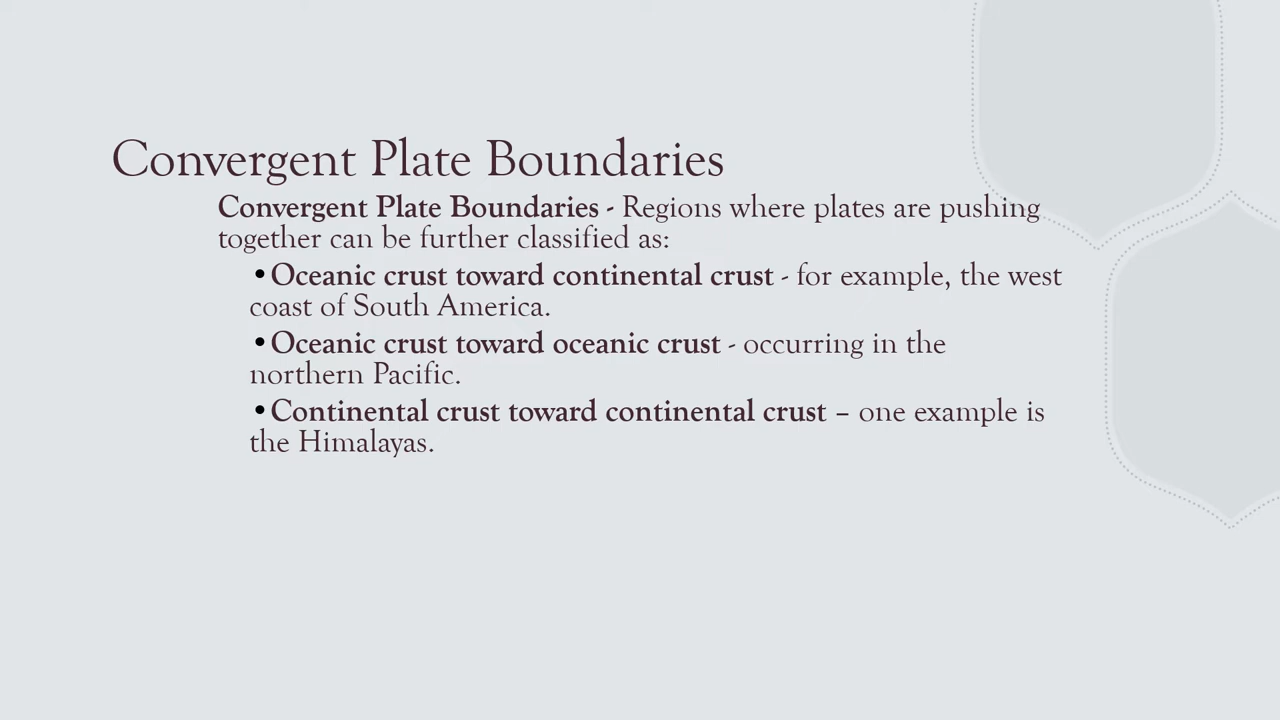 Convergent Plate Boundaries
Convergent Plate Boundaries - Regions where plates are pushing
together can be further classified as:
•Oceanic crust toward continental crust - for example, the west
coast of South America.
•Oceanic crust toward oceanic crust - occurring in the
northern Pacific.
•Continental crust toward continental crust – one example is
the Himalayas.